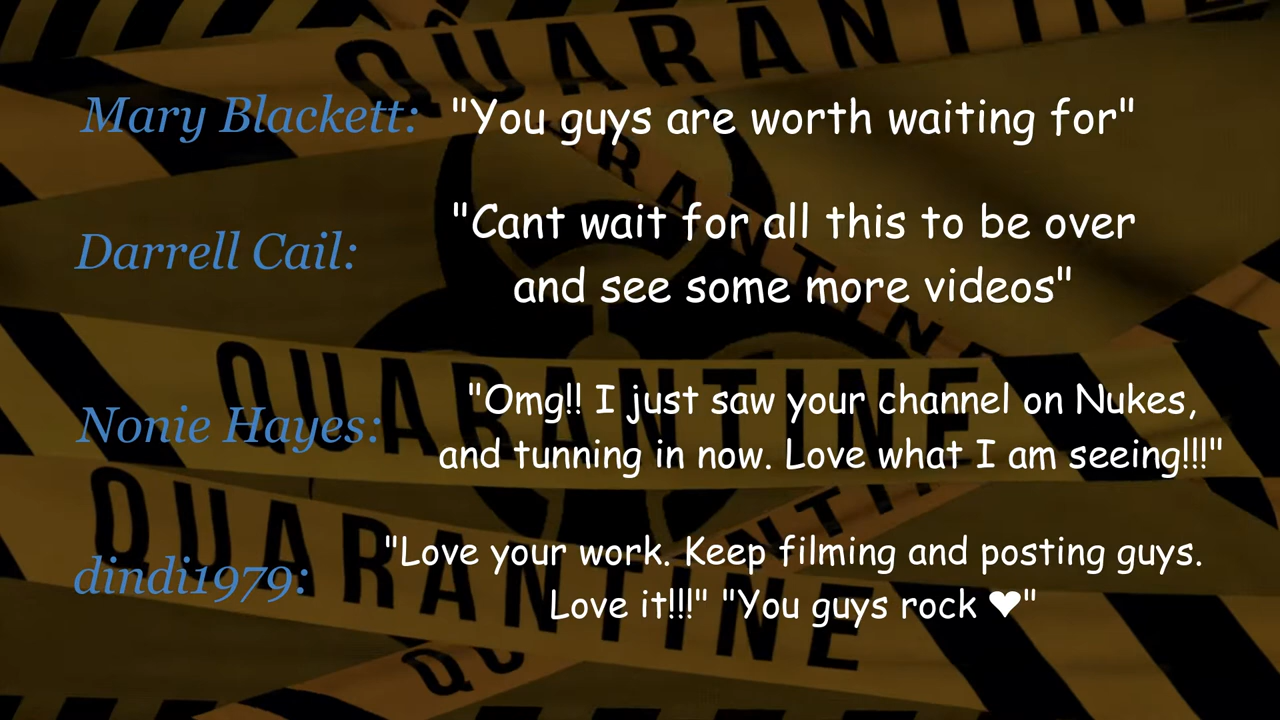 QUARANTINE
Mary Blackett: "You guys are worth waiting for"
RANTINE
Darrell Cail: "Cant wait for all this to be over
and see some more videos"
QUARANTINE
Nonie Hayes: "Omg!! I just saw your channel on Nukes,
and tunning in now. Love what I am seeing!!!"
QUARANTINE
NTINE
dindi1979: "Love your work. Keep filming and posting guys.
Love it!!!" "You guys rock ♥"
QU